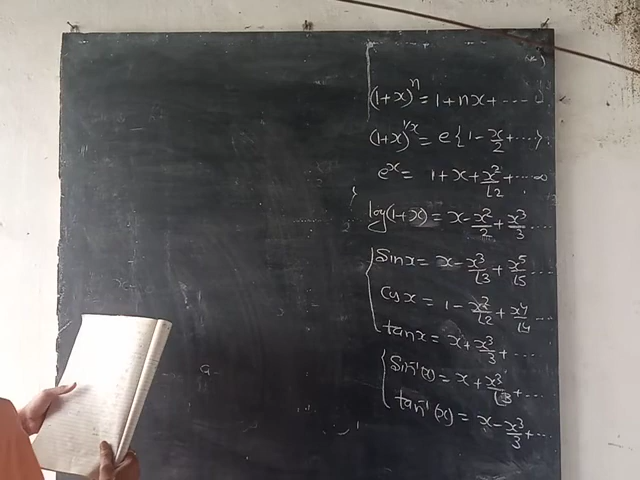 (1+x)^n = 1+nx+----
(1+x)^1/x = e{1-x/2+---}
e^x = 1+x+x²/⌊2+---∞
log(1+x) = x-x²/2+x³/3---
Sinx = x-x³/⌊3+x⁵/⌊5---
Cosx = 1-x²/⌊2+x⁴/⌊4---
tanx = x+x³/3+---
Sin⁻¹(x) = x+x³/⌊3+---
tan⁻¹(x) = x-x³/3+---